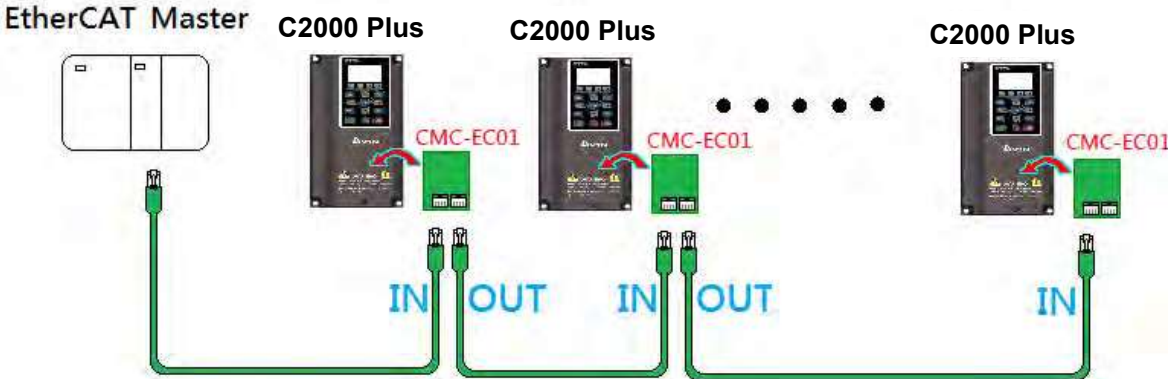 EtherCAT Master
C2000 Plus
C2000 Plus
C2000 Plus
CMC-EC01
CMC-EC01
CMC-EC01
IN
OUT
IN
OUT
IN